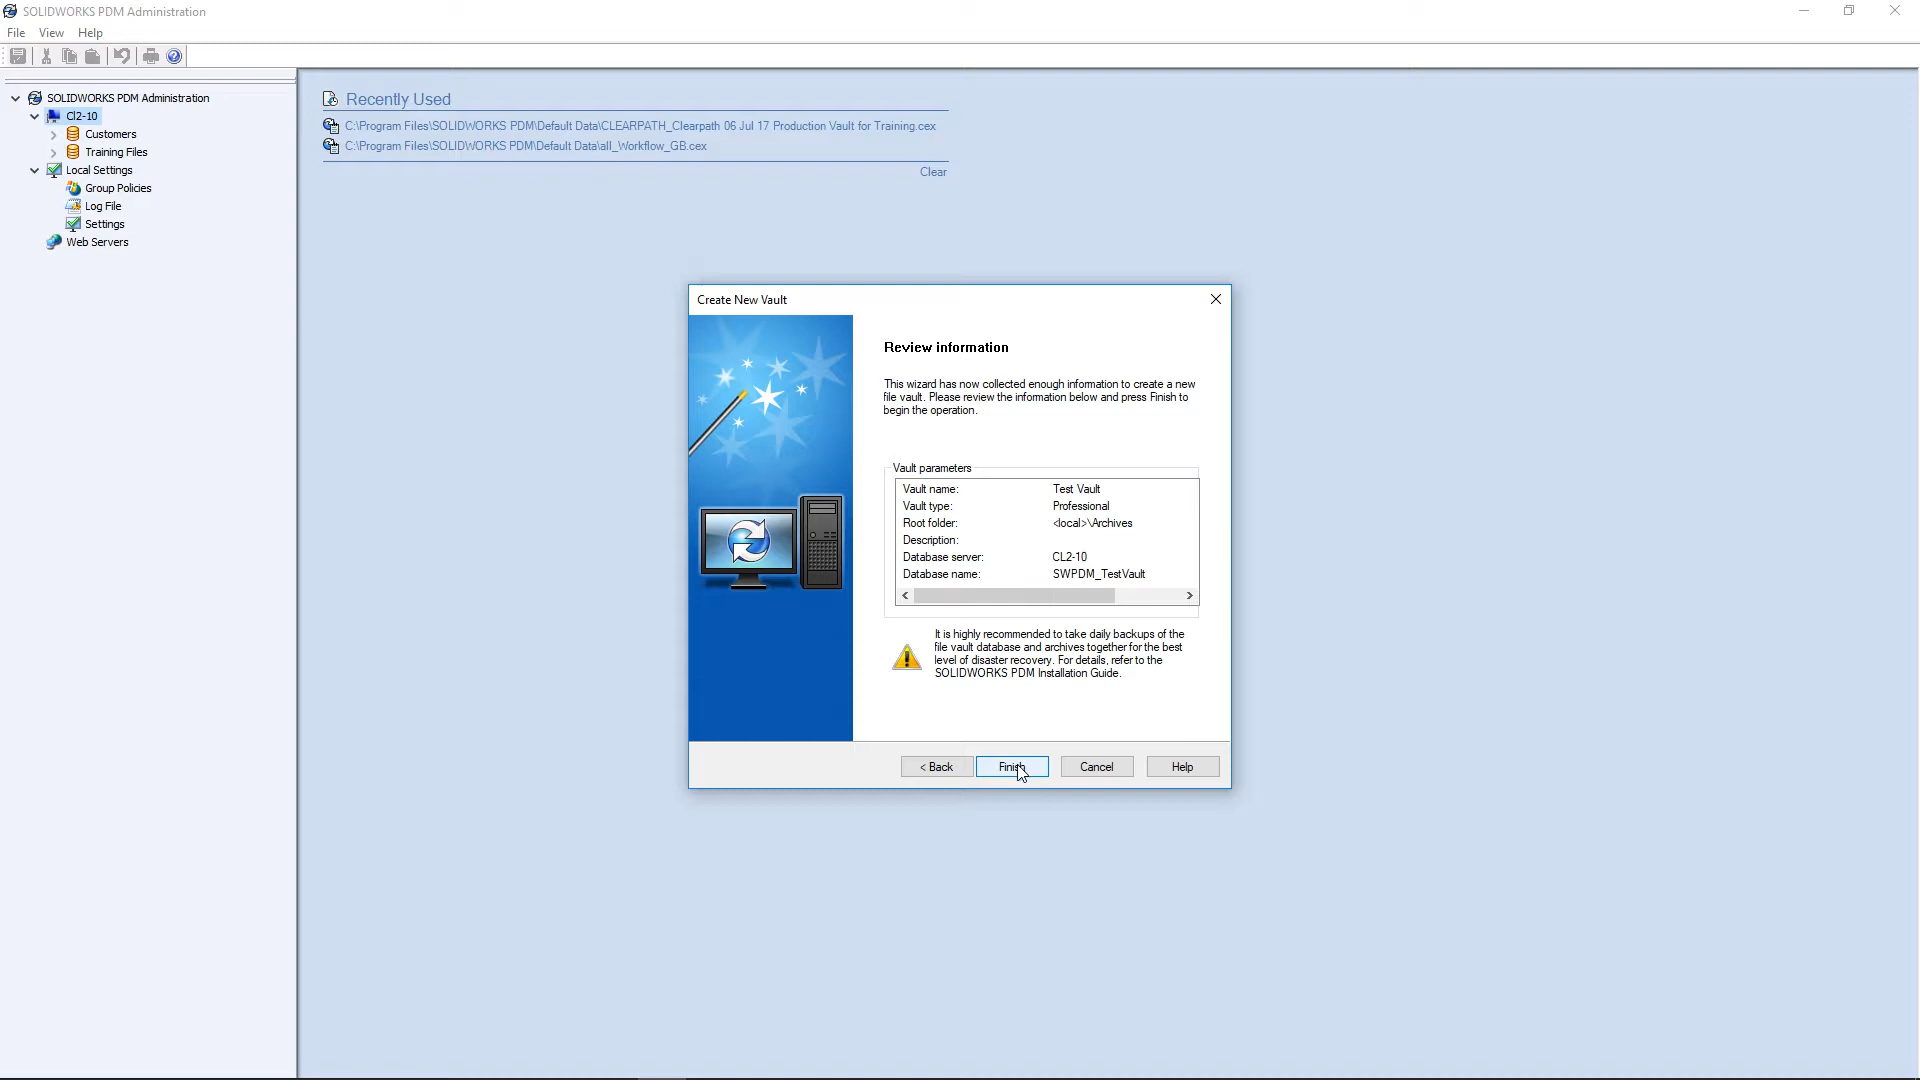 SOLIDWORKS PDM Administration
File View Help
SOLIDWORKS PDM Administration
Cl2-10
Customers
Training Files
Local Settings
Group Policies
Log File
Settings
Web Servers
Recently Used
C:\Program Files\SOLIDWORKS PDM\Default Data\CLEARPATH_Clearpath 06 Jul 17 Production Vault for Training.cex
C:\Program Files\SOLIDWORKS PDM\Default Data\all_Workflow_GB.cex
Clear
Create New Vault
Review information
This wizard has now collected enough information to create a new
file vault. Please review the information below and press Finish to
begin the operation.
Vault parameters
Vault name: Test Vault
Vault type: Professional
Root folder: <local>\Archives
Description:
Database server: CL2-10
Database name: SWPDM_TestVault
It is highly recommended to take daily backups of the
file vault database and archives together for the best
level of disaster recovery. For details, refer to the
SOLIDWORKS PDM Installation Guide.
< Back Finish Cancel Help